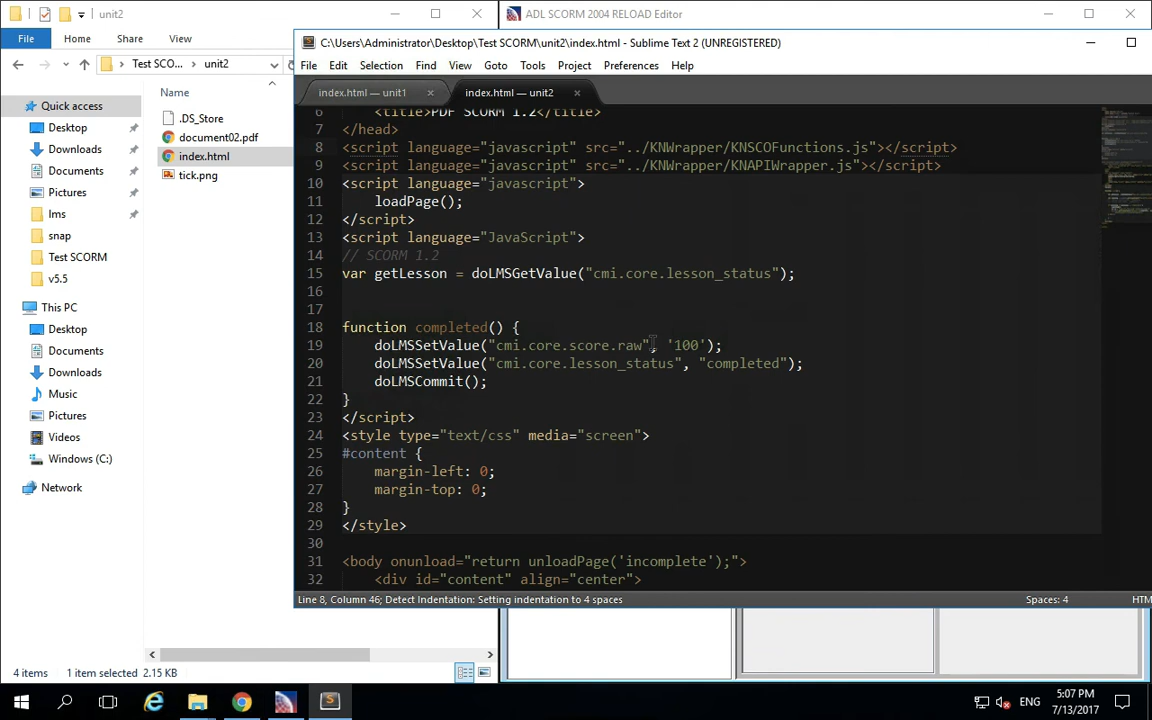 unit2
ADL SCORM 2004 RELOAD Editor
File
Home
Share
View
Test SCO...
unit2
C:\Users\Administrator\Desktop\Test SCORM\unit2\index.html - Sublime Text 2 (UNREGISTERED)
File Edit Selection Find View Goto Tools Project Preferences Help
index.html — unit1
index.html — unit2
Name
.DS_Store
document02.pdf
index.html
tick.png
Quick access
Desktop
Downloads
Documents
Pictures
lms
snap
Test SCORM
v5.5
This PC
Desktop
Documents
Downloads
Music
Pictures
Videos
Windows (C:)
Network
6 <title>PDF SCORM 1.2</title>
7 </head>
8 <script language="javascript" src="../KNWrapper/KNSCOFunctions.js"></script>
9 <script language="javascript" src="../KNWrapper/KNAPIWrapper.js"></script>
10 <script language="javascript">
11 loadPage();
12 </script>
13 <script language="JavaScript">
14 // SCORM 1.2
15 var getLesson = doLMSGetValue("cmi.core.lesson_status");
16
17
18 function completed() {
19 doLMSSetValue("cmi.core.score.raw", '100');
20 doLMSSetValue("cmi.core.lesson_status", "completed");
21 doLMSCommit();
22 }
23 </script>
24 <style type="text/css" media="screen">
25 #content {
26 margin-left: 0;
27 margin-top: 0;
28 }
29 </style>
30
31 <body onunload="return unloadPage('incomplete');">
32 <div id="content" align="center">
Line 8, Column 46; Detect Indentation: Setting indentation to 4 spaces
Spaces: 4
HTM
4 items
1 item selected 2.15 KB
ENG
5:07 PM
7/13/2017